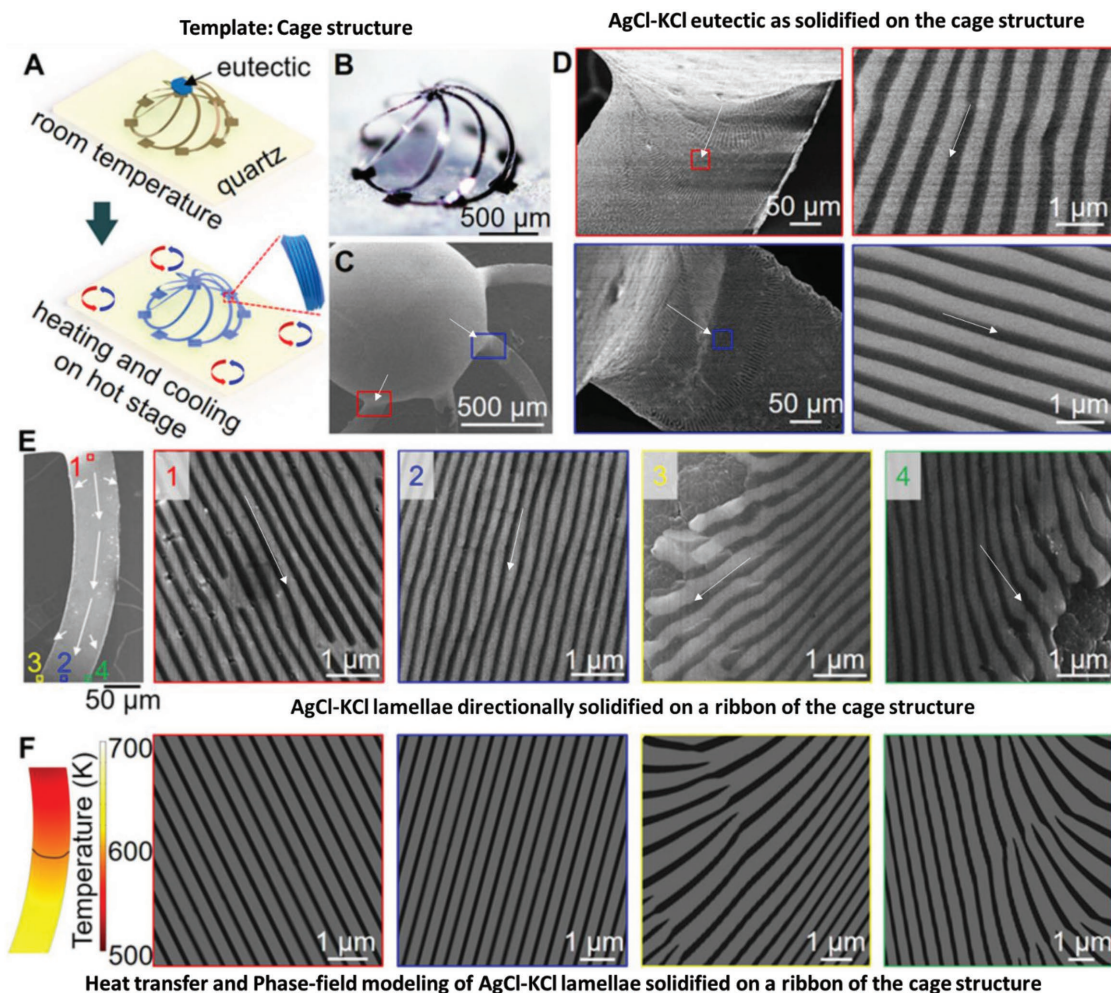 Template: Cage structure
AgCl-KCl eutectic as solidified on the cage structure
A
eutectic
room temperature
quartz
heating and cooling
on hot stage
B
500 µm
C
500 µm
D
50 µm
1 µm
50 µm
1 µm
E
1
3
2
4
50 µm
1
1 µm
2
1 µm
3
1 µm
4
1 µm
AgCl-KCl lamellae directionally solidified on a ribbon of the cage structure
F
Temperature (K)
700
600
500
1 µm
1 µm
1 µm
1 µm
Heat transfer and Phase-field modeling of AgCl-KCl lamellae solidified on a ribbon of the cage structure